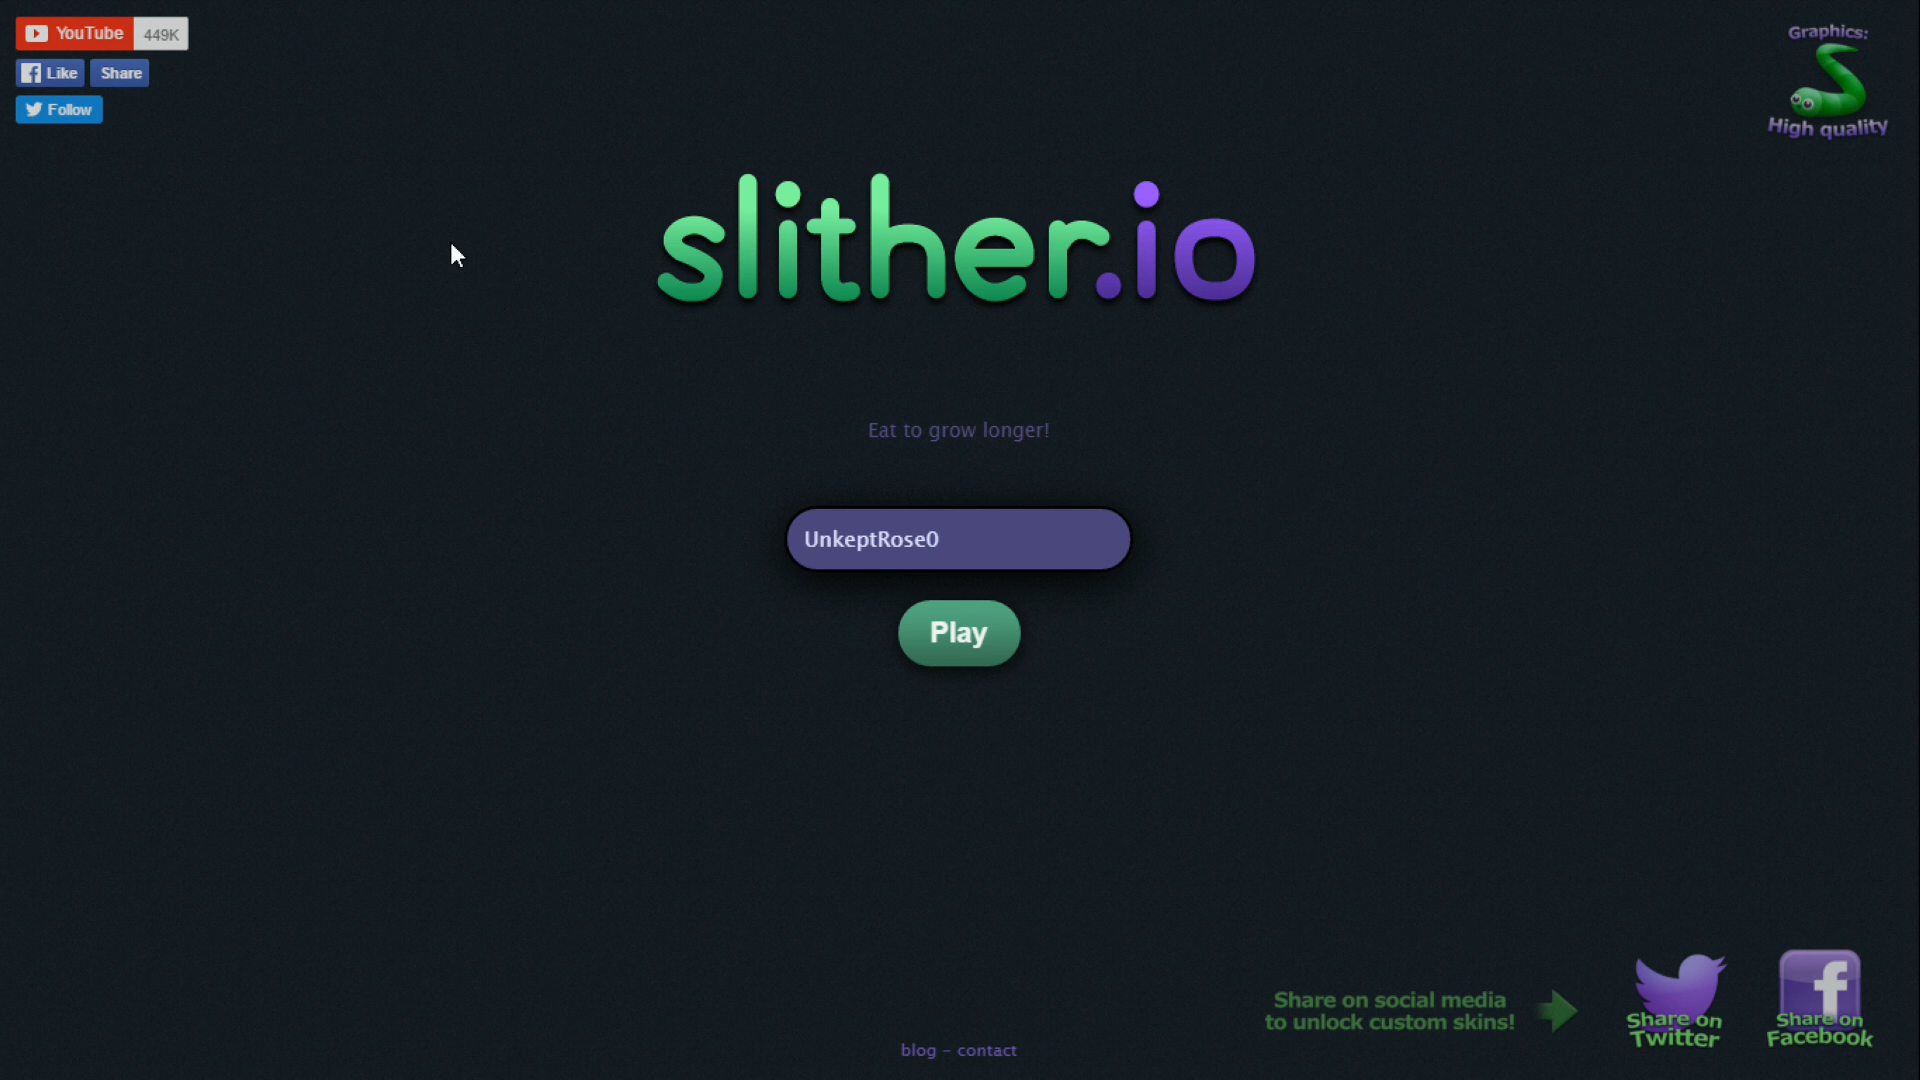 YouTube 449K
Like Share
Follow
Graphics:
High quality
slither.io
Eat to grow longer!
UnkeptRose0
Play
Share on social media
to unlock custom skins!
Share on
Twitter
Share on
Facebook
blog - contact